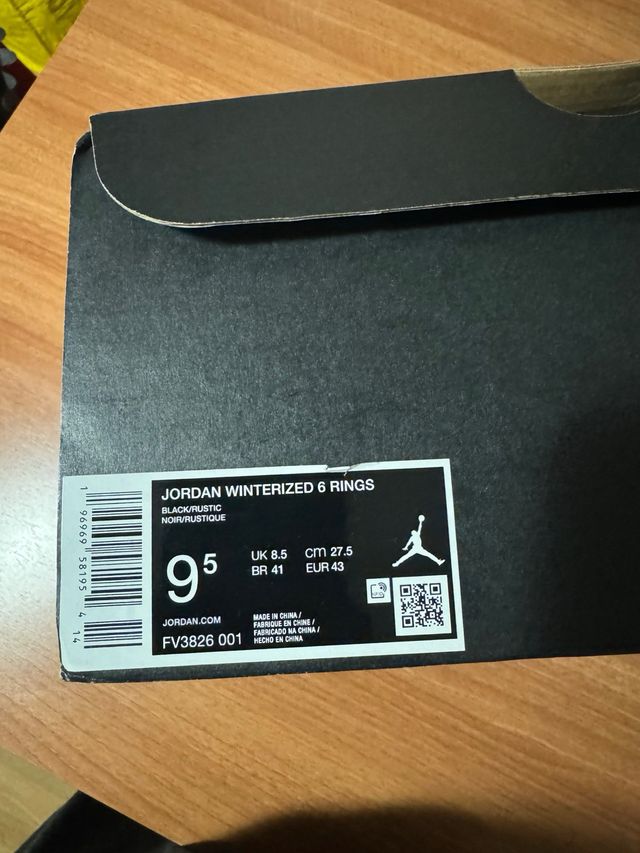 JORDAN WINTERIZED 6 RINGS
BLACK/RUSTIC
NOIR/RUSTIQUE
9⁵
UK 8.5 cm 27.5
BR 41 EUR 43
JORDAN.COM
FV3826 001
MADE IN CHINA /
FABRIQUE EN CHINE /
FABRICADO NA CHINA /
HECHO EN CHINA
1 96969 58195 4 14